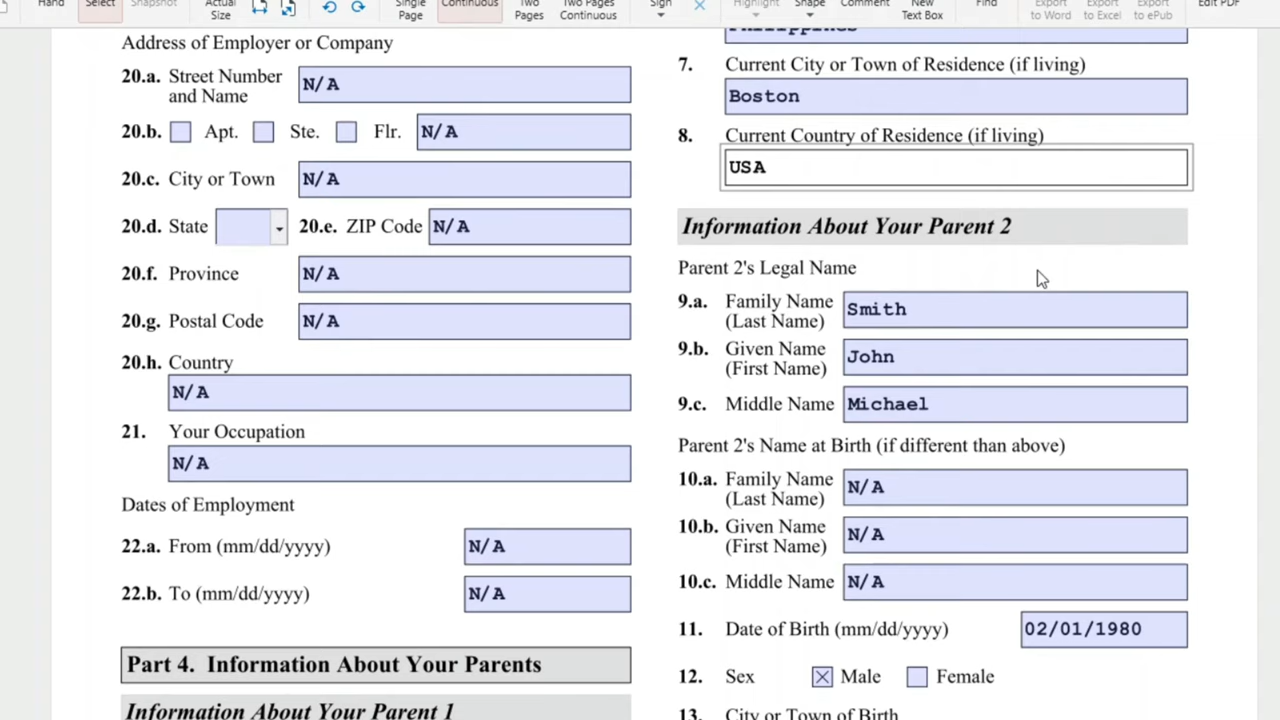 Hand
Select
Snapshot
Actual
Size
Single
Page
Continuous
Two
Pages
Two Pages
Continuous
Sign
Highlight
Shape
Comment
New
Text Box
Find
Export
to Word
Export
to Excel
Export
to ePub
Edit PDF
Address of Employer or Company
20.a. Street Number
and Name
N/A
20.b. Apt. Ste. Flr. N/A
20.c. City or Town N/A
20.d. State 20.e. ZIP Code N/A
20.f. Province N/A
20.g. Postal Code N/A
20.h. Country
N/A
21. Your Occupation
N/A
Dates of Employment
22.a. From (mm/dd/yyyy) N/A
22.b. To (mm/dd/yyyy) N/A
Part 4. Information About Your Parents
Information About Your Parent 1
Philippines
7. Current City or Town of Residence (if living)
Boston
8. Current Country of Residence (if living)
USA
Information About Your Parent 2
Parent 2's Legal Name
9.a. Family Name
(Last Name)
Smith
9.b. Given Name
(First Name)
John
9.c. Middle Name Michael
Parent 2's Name at Birth (if different than above)
10.a. Family Name
(Last Name)
N/A
10.b. Given Name
(First Name)
N/A
10.c. Middle Name N/A
11. Date of Birth (mm/dd/yyyy) 02/01/1980
12. Sex Male Female
13. City or Town of Birth